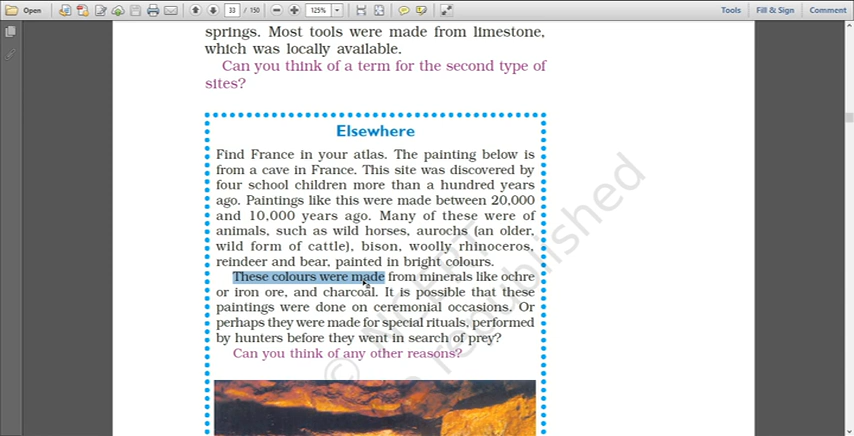 Open
33 / 150
125%
Tools
Fill & Sign
Comment
springs. Most tools were made from limestone,
which was locally available.
Can you think of a term for the second type of
sites?
Elsewhere
Find France in your atlas. The painting below is
from a cave in France. This site was discovered by
four school children more than a hundred years
ago. Paintings like this were made between 20,000
and 10,000 years ago. Many of these were of
animals, such as wild horses, aurochs (an older,
wild form of cattle), bison, woolly rhinoceros,
reindeer and bear, painted in bright colours.
These colours were made from minerals like ochre
or iron ore, and charcoal. It is possible that these
paintings were done on ceremonial occasions. Or
perhaps they were made for special rituals, performed
by hunters before they went in search of prey?
Can you think of any other reasons?
© NCERT
be republished